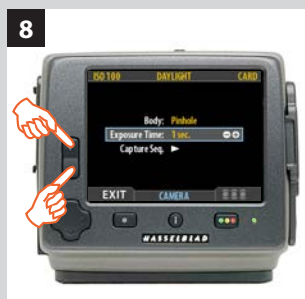 8
ISO 100 DAYLIGHT CARD
Body: Pinhole
Exposure Time: 1 sec.
Capture Seq.
EXIT CAMERA
HASSELBLAD